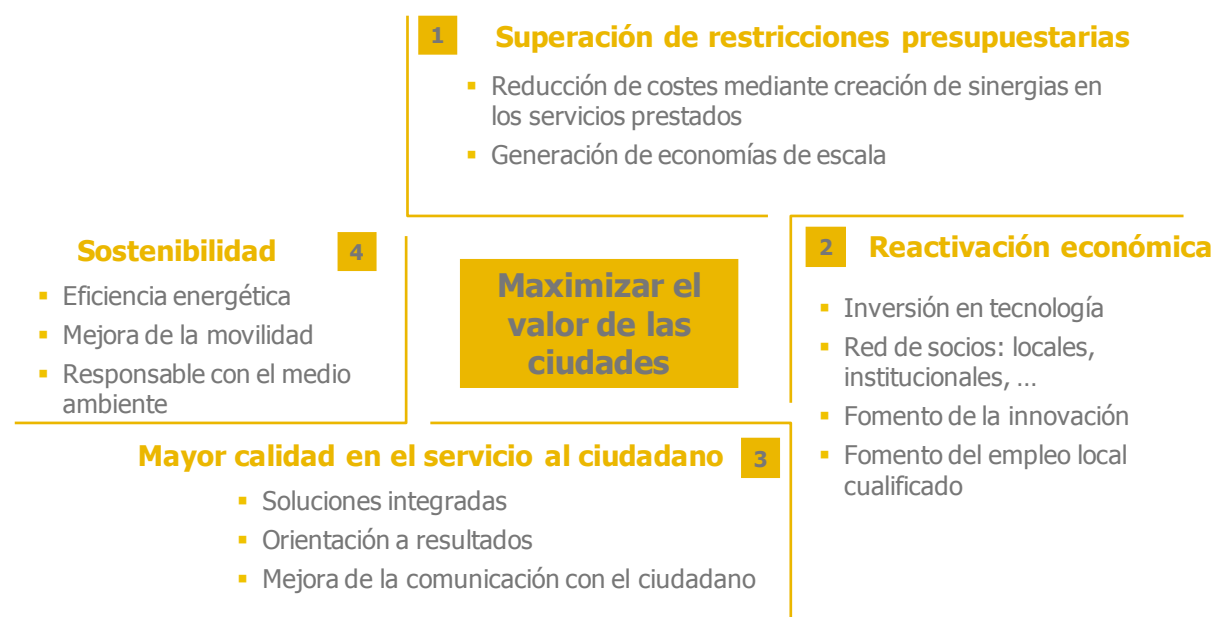 1
Superación de restricciones presupuestarias
▪ Reducción de costes mediante creación de sinergias en
los servicios prestados
▪ Generación de economías de escala
Sostenibilidad
4
▪ Eficiencia energética
▪ Mejora de la movilidad
▪ Responsable con el medio
ambiente
Maximizar el
valor de las
ciudades
2
Reactivación económica
▪ Inversión en tecnología
▪ Red de socios: locales,
institucionales, ...
▪ Fomento de la innovación
▪ Fomento del empleo local
cualificado
Mayor calidad en el servicio al ciudadano
3
▪ Soluciones integradas
▪ Orientación a resultados
▪ Mejora de la comunicación con el ciudadano